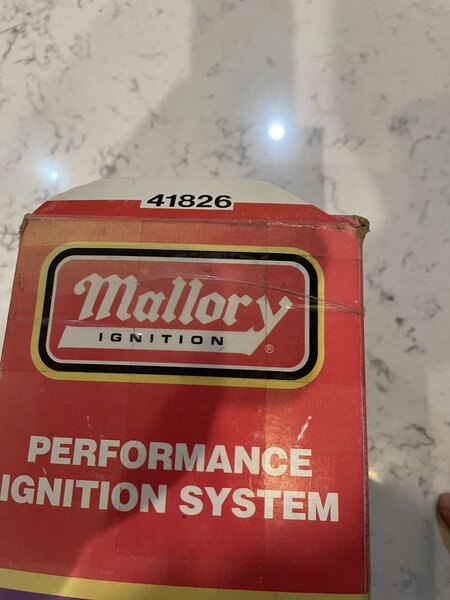 41826
Mallory
IGNITION
®
PERFORMANCE
IGNITION SYSTEM